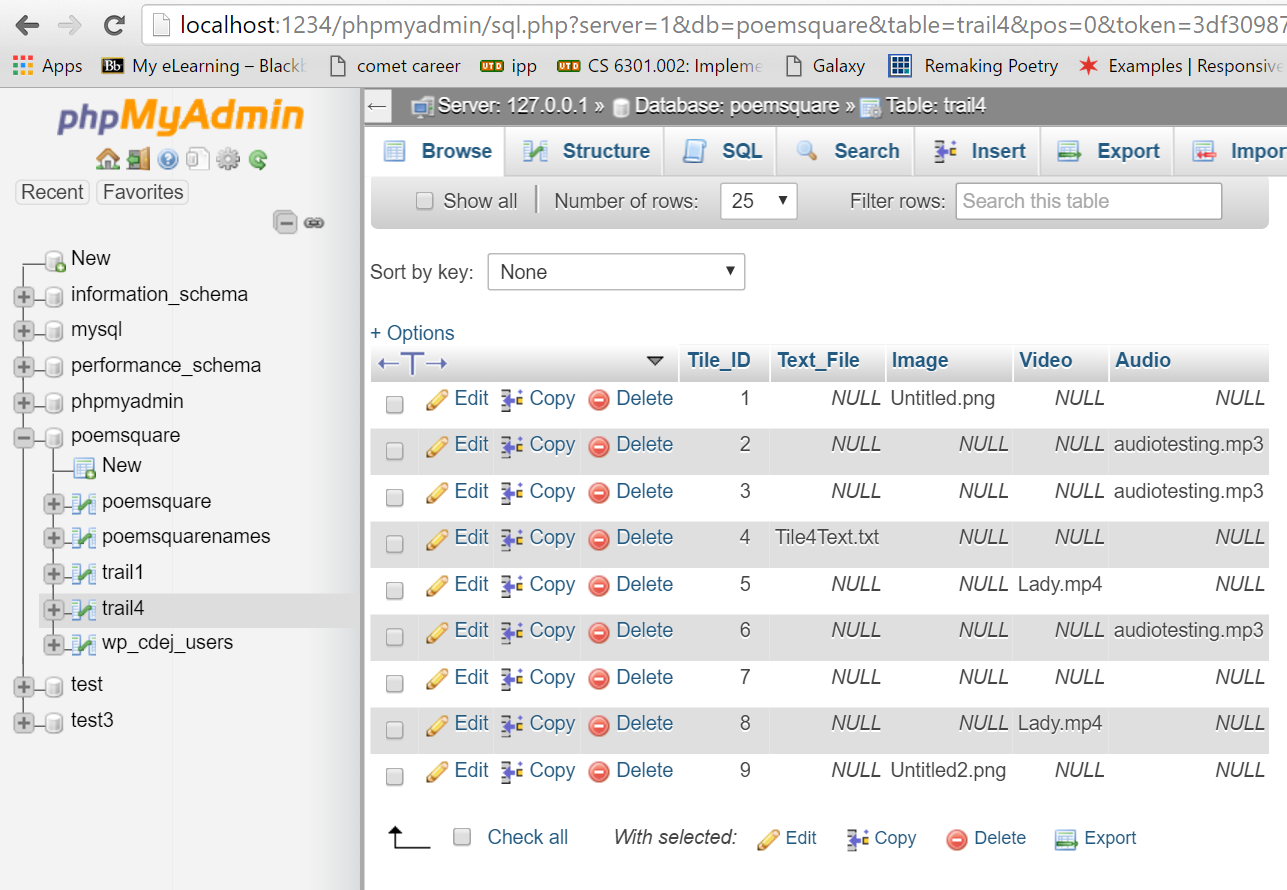 localhost:1234/phpmyadmin/sql.php?server=1&db=poemsquare&table=trail4&pos=0&token=3df30987
Apps Bb My eLearning – Blackb comet career UTD ipp UTD CS 6301.002: Impleme Galaxy Remaking Poetry Examples | Responsive
phpMyAdmin
Recent Favorites
New
information_schema
mysql
performance_schema
phpmyadmin
poemsquare
New
poemsquare
poemsquarenames
trail1
trail4
wp_cdej_users
test
test3
Server: 127.0.0.1 » Database: poemsquare » Table: trail4
Browse Structure SQL Search Insert Export Impor
Show all Number of rows: 25 Filter rows: Search this table
Sort by key: None
+ Options
←T→ Tile_ID Text_File Image Video Audio
Edit Copy Delete 1 NULL Untitled.png NULL NULL
Edit Copy Delete 2 NULL NULL NULL audiotesting.mp3
Edit Copy Delete 3 NULL NULL NULL audiotesting.mp3
Edit Copy Delete 4 Tile4Text.txt NULL NULL NULL
Edit Copy Delete 5 NULL NULL Lady.mp4 NULL
Edit Copy Delete 6 NULL NULL NULL audiotesting.mp3
Edit Copy Delete 7 NULL NULL NULL NULL
Edit Copy Delete 8 NULL NULL Lady.mp4 NULL
Edit Copy Delete 9 NULL Untitled2.png NULL NULL
Check all With selected: Edit Copy Delete Export